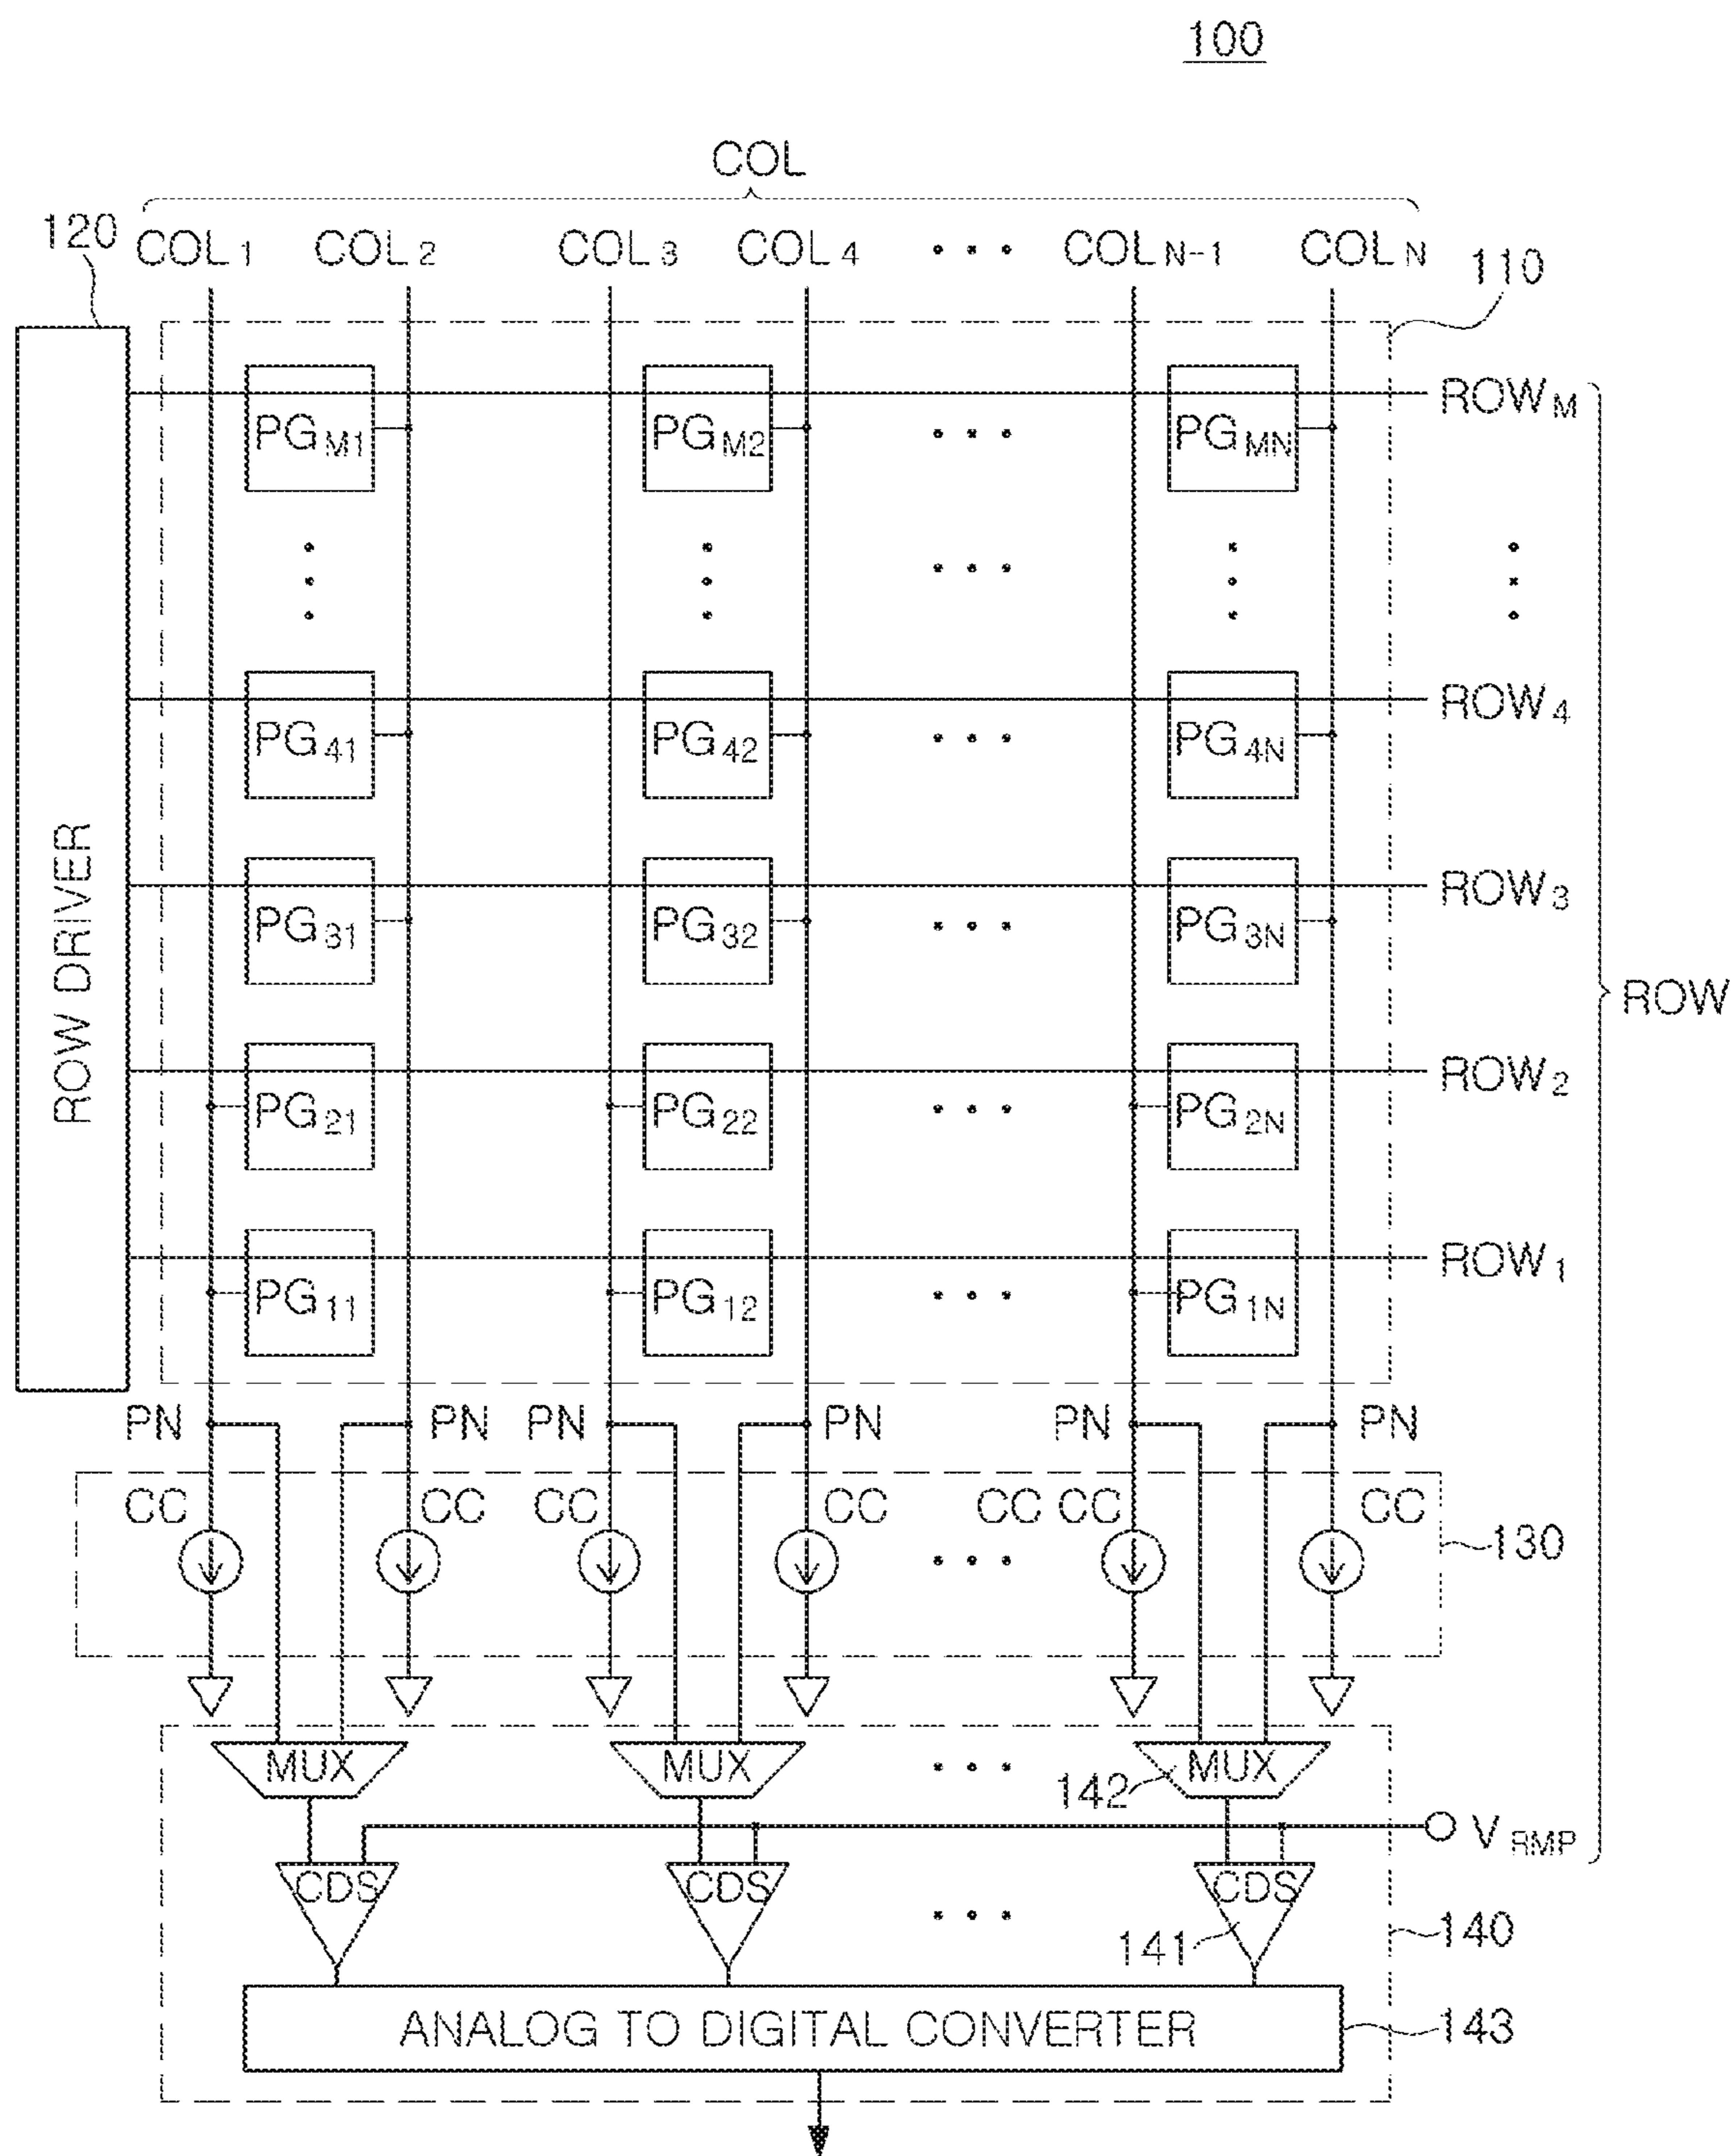 100
COL
120
COL1 COL2 COL3 COL4 ... COLN-1 COLN
110
PGM1 PGM2 ... PGMN ROWM
PG41 PG42 ... PG4N ROW4
PG31 PG32 ... PG3N ROW3
ROW DRIVER
ROW
PG21 PG22 ... PG2N ROW2
PG11 PG12 ... PG1N ROW1
PN PN PN PN PN PN
CC CC CC CC CC CC CC
130
MUX MUX ... MUX
142
VRMP
CDS CDS ... CDS
141
140
ANALOG TO DIGITAL CONVERTER
143